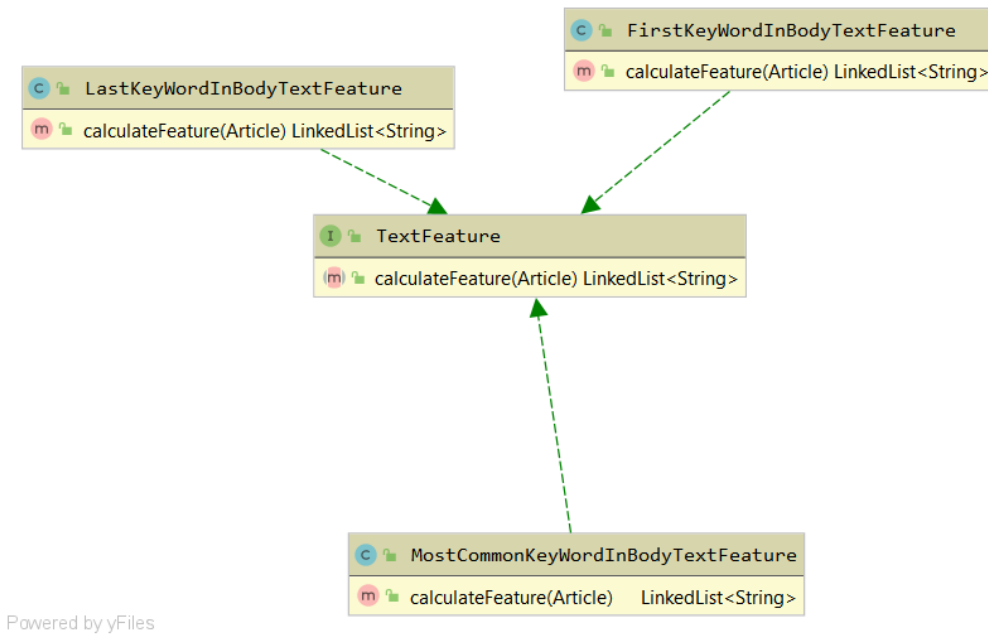 C FirstKeyWordInBodyTextFeature
m calculateFeature(Article) LinkedList<String>
C LastKeyWordInBodyTextFeature
m calculateFeature(Article) LinkedList<String>
I TextFeature
m calculateFeature(Article) LinkedList<String>
C MostCommonKeyWordInBodyTextFeature
m calculateFeature(Article) LinkedList<String>
Powered by yFiles